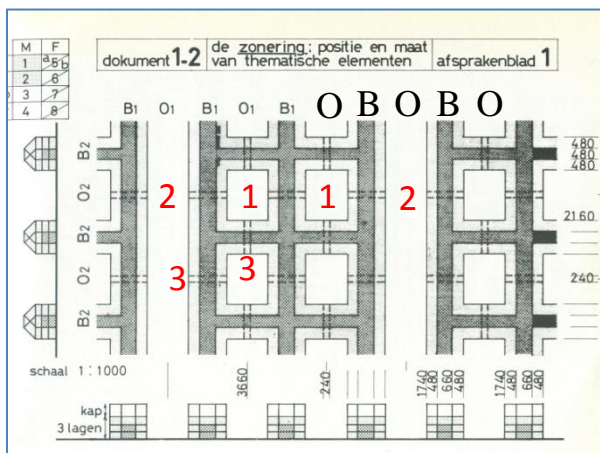 M F
1 a 5 b
2 6
3 7
4 8
dokument 1-2
de zonering: positie en maat
van thematische elementen
afsprakenblad 1
B1 O1 B1 O1 B1 O B O B O
B2
O2
B2
O2
B2
2 1 1 2
3 3
480
480
480
2160
240
schaal 1:1000
3660
240
1740
480
660
480
1740
480
660
480
kap
3 lagen